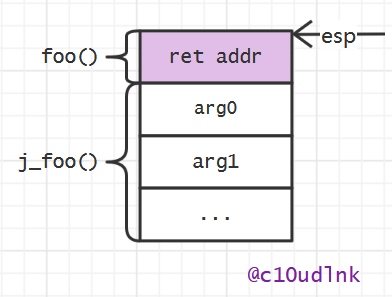 foo()
ret addr
esp
arg0
j_foo()
arg1
...
@c10udlnk